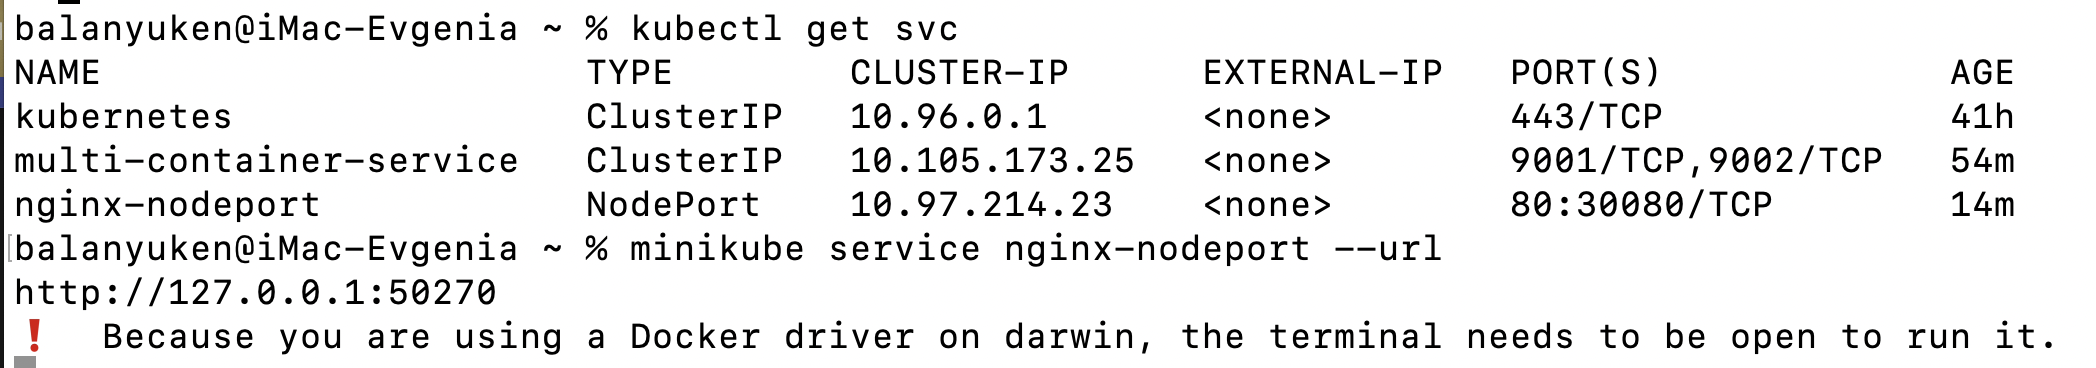 balanyuken@iMac-Evgenia ~ % kubectl get svc
NAME                      TYPE        CLUSTER-IP      EXTERNAL-IP   PORT(S)             AGE
kubernetes                ClusterIP   10.96.0.1       <none>        443/TCP             41h
multi-container-service   ClusterIP   10.105.173.25   <none>        9001/TCP,9002/TCP   54m
nginx-nodeport            NodePort    10.97.214.23    <none>        80:30080/TCP        14m
[balanyuken@iMac-Evgenia ~ % minikube service nginx-nodeport --url
http://127.0.0.1:50270
❗  Because you are using a Docker driver on darwin, the terminal needs to be open to run it.